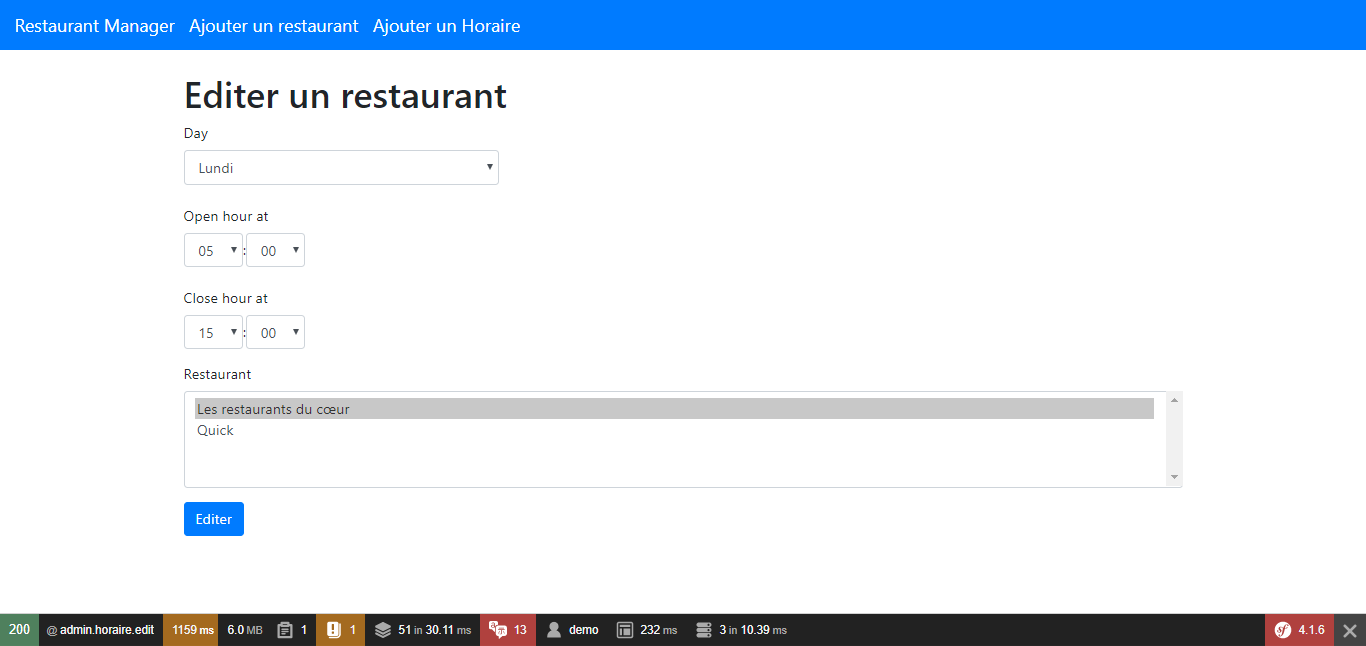 Restaurant Manager Ajouter un restaurant Ajouter un Horaire
Editer un restaurant
Day
Lundi
Open hour at
05 : 00
Close hour at
15 : 00
Restaurant
Les restaurants du cœur
Quick
Editer
200 @ admin.horaire.edit 1159 ms 6.0 MB 1 1 51 in 30.11 ms 13 demo 232 ms 3 in 10.39 ms sf 4.1.6